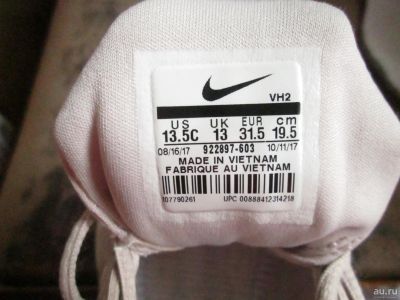 VH2
US UK EUR cm
13.5C 13 31.5 19.5
08/16/17 922897-603 10/11/17
MADE IN VIETNAM
FABRIQUE AU VIETNAM
107790261 UPC 00888412314218
au.ru